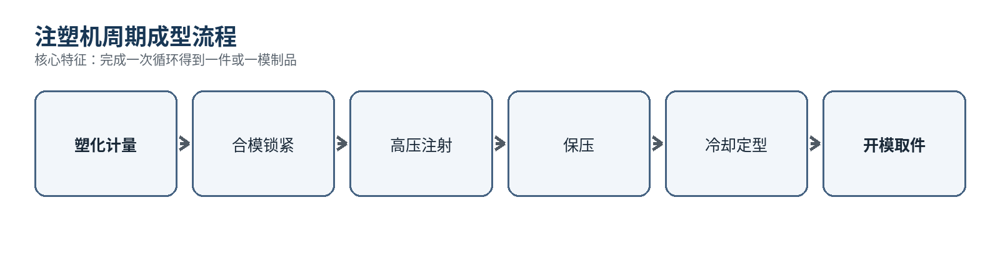 注塑机周期成型流程
核心特征：完成一次循环得到一件或一模制品
塑化计量
合模锁紧
高压注射
保压
冷却定型
开模取件